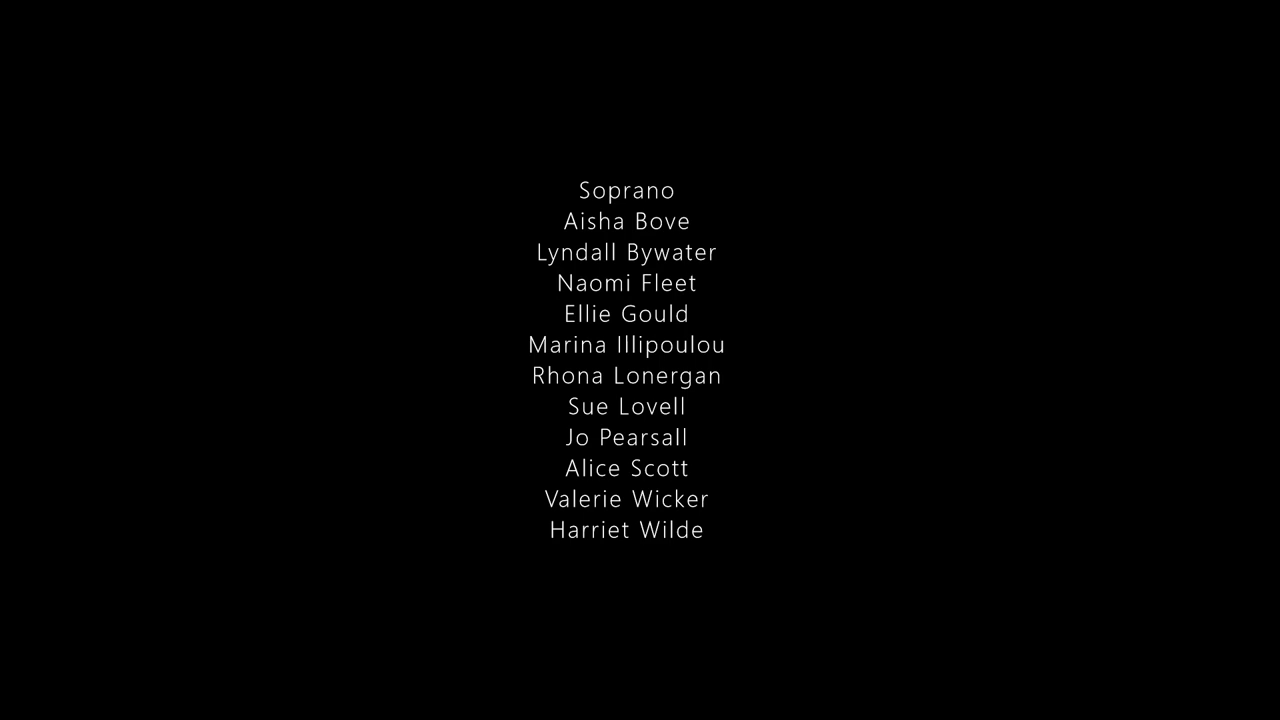 Soprano
Aisha Bove
Lyndall Bywater
Naomi Fleet
Ellie Gould
Marina Illipoulou
Rhona Lonergan
Sue Lovell
Jo Pearsall
Alice Scott
Valerie Wicker
Harriet Wilde